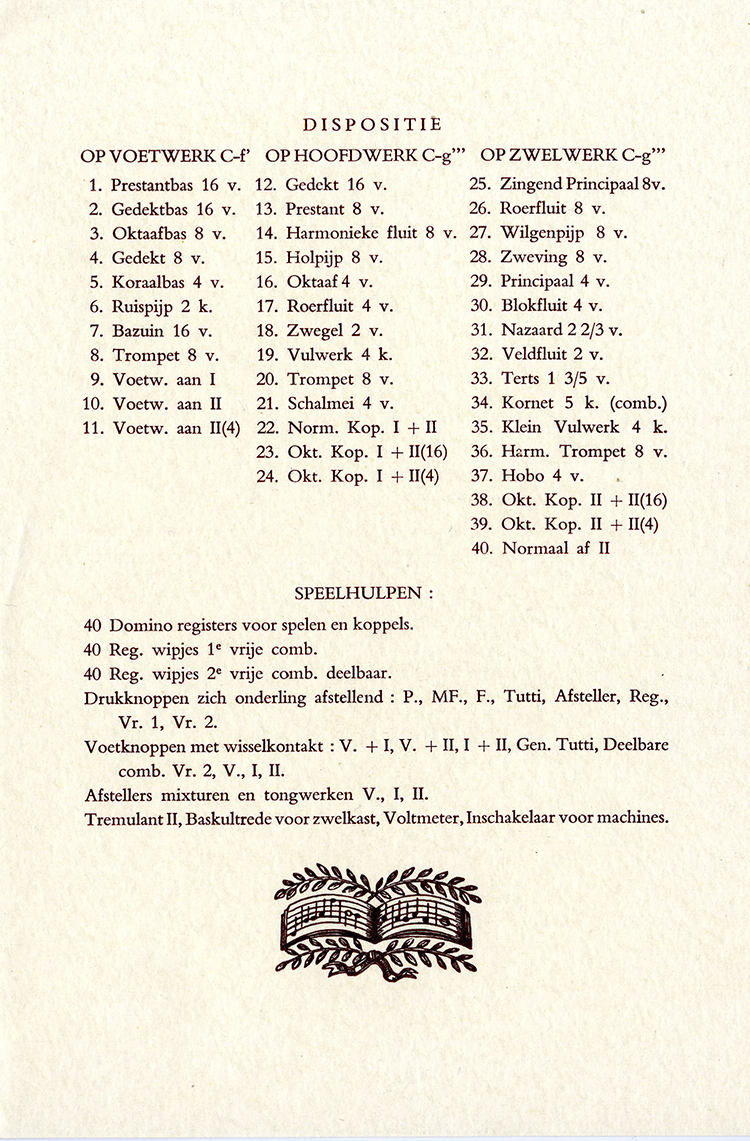 DISPOSITIE
OP VOETWERK C-f'
1. Prestantbas 16 v.
2. Gedektbas 16 v.
3. Oktaafbas 8 v.
4. Gedekt 8 v.
5. Koraalbas 4 v.
6. Ruispijp 2 k.
7. Bazuin 16 v.
8. Trompet 8 v.
9. Voetw. aan I
10. Voetw. aan II
11. Voetw. aan II(4)
OP HOOFDWERK C-g'''
12. Gedekt 16 v.
13. Prestant 8 v.
14. Harmonieke fluit 8 v.
15. Holpijp 8 v.
16. Oktaaf 4 v.
17. Roerfluit 4 v.
18. Zwegel 2 v.
19. Vulwerk 4 k.
20. Trompet 8 v.
21. Schalmei 4 v.
22. Norm. Kop. I + II
23. Okt. Kop. I + II(16)
24. Okt. Kop. I + II(4)
OP ZWELWERK C-g'''
25. Zingend Principaal 8v.
26. Roerfluit 8 v.
27. Wilgenpijp 8 v.
28. Zweving 8 v.
29. Principaal 4 v.
30. Blokfluit 4 v.
31. Nazaard 2 2/3 v.
32. Veldfluit 2 v.
33. Terts 1 3/5 v.
34. Kornet 5 k. (comb.)
35. Klein Vulwerk 4 k.
36. Harm. Trompet 8 v.
37. Hobo 4 v.
38. Okt. Kop. II + II(16)
39. Okt. Kop. II + II(4)
40. Normaal af II
SPEELHULPEN :
40 Domino registers voor spelen en koppels.
40 Reg. wipjes 1e vrije comb.
40 Reg. wipjes 2e vrije comb. deelbaar.
Drukknoppen zich onderling afstellend : P., MF., F., Tutti, Afsteller, Reg.,
Vr. 1, Vr. 2.
Voetknoppen met wisselkontakt : V. + I, V. + II, I + II, Gen. Tutti, Deelbare
comb. Vr. 2, V., I, II.
Afstellers mixturen en tongwerken V., I, II.
Tremulant II, Baskultrede voor zwelkast, Voltmeter, Inschakelaar voor machines.